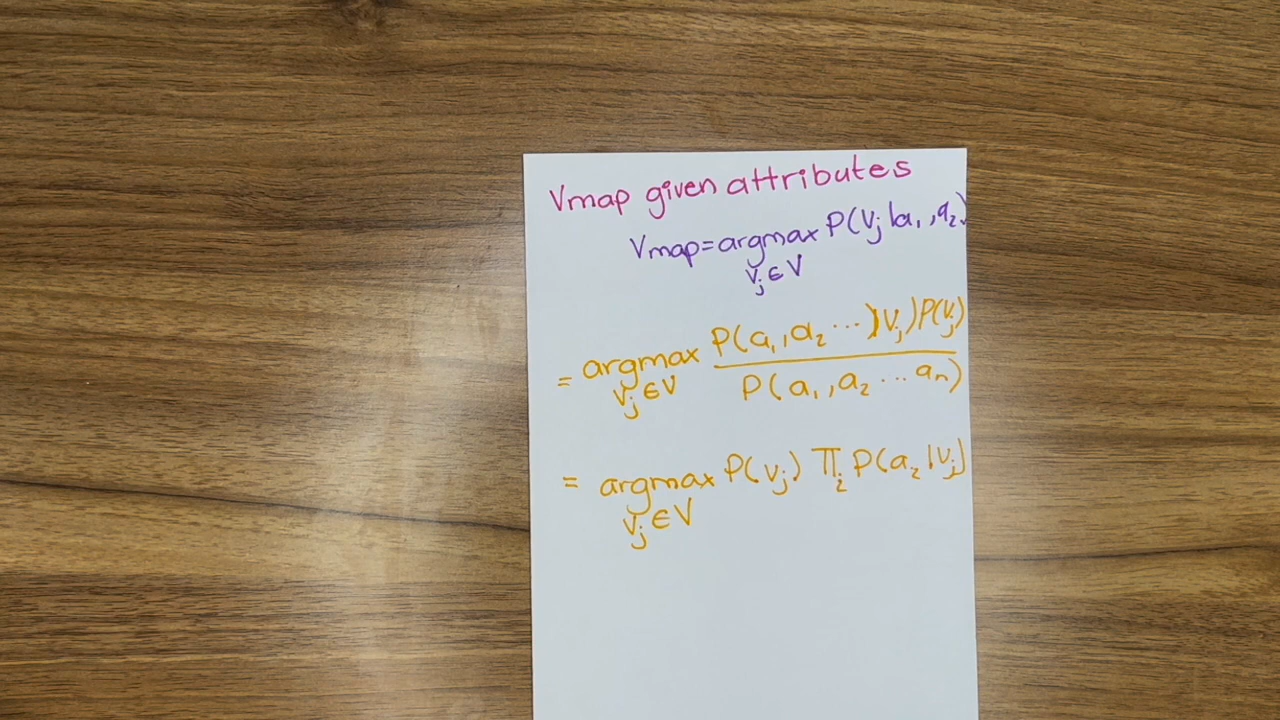 Vmap given attributes
Vmap=argmax P(Vj|a1,a2)
Vj∈V
= argmax P(a1,a2...)|Vj)P(Vj)
Vj∈V P(a1,a2...an)
= argmax P(Vj) πi P(a2|Vj)
Vj∈V